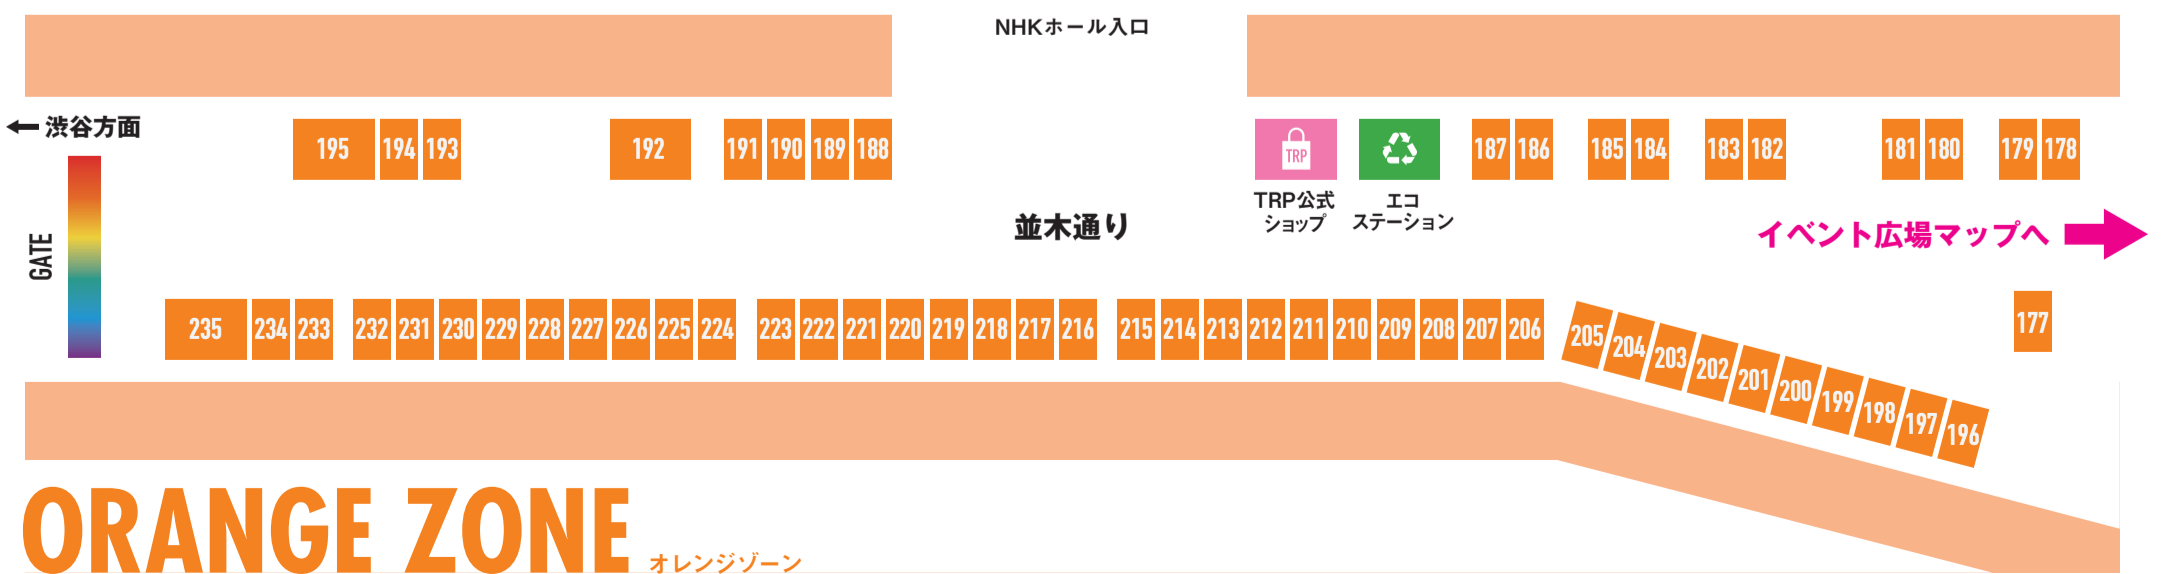 NHKホール入口
渋谷方面
195 194 193 192 191 190 189 188 TRP 187 186 185 184 183 182 181 180 179 178
TRP公式
ショップ
エコ
ステーション
並木通り
イベント広場マップへ
GATE
235 234 233 232 231 230 229 228 227 226 225 224 223 222 221 220 219 218 217 216 215 214 213 212 211 210 209 208 207 206 205 204 203 202 201 200 199 198 197 196 177
ORANGE ZONE オレンジゾーン